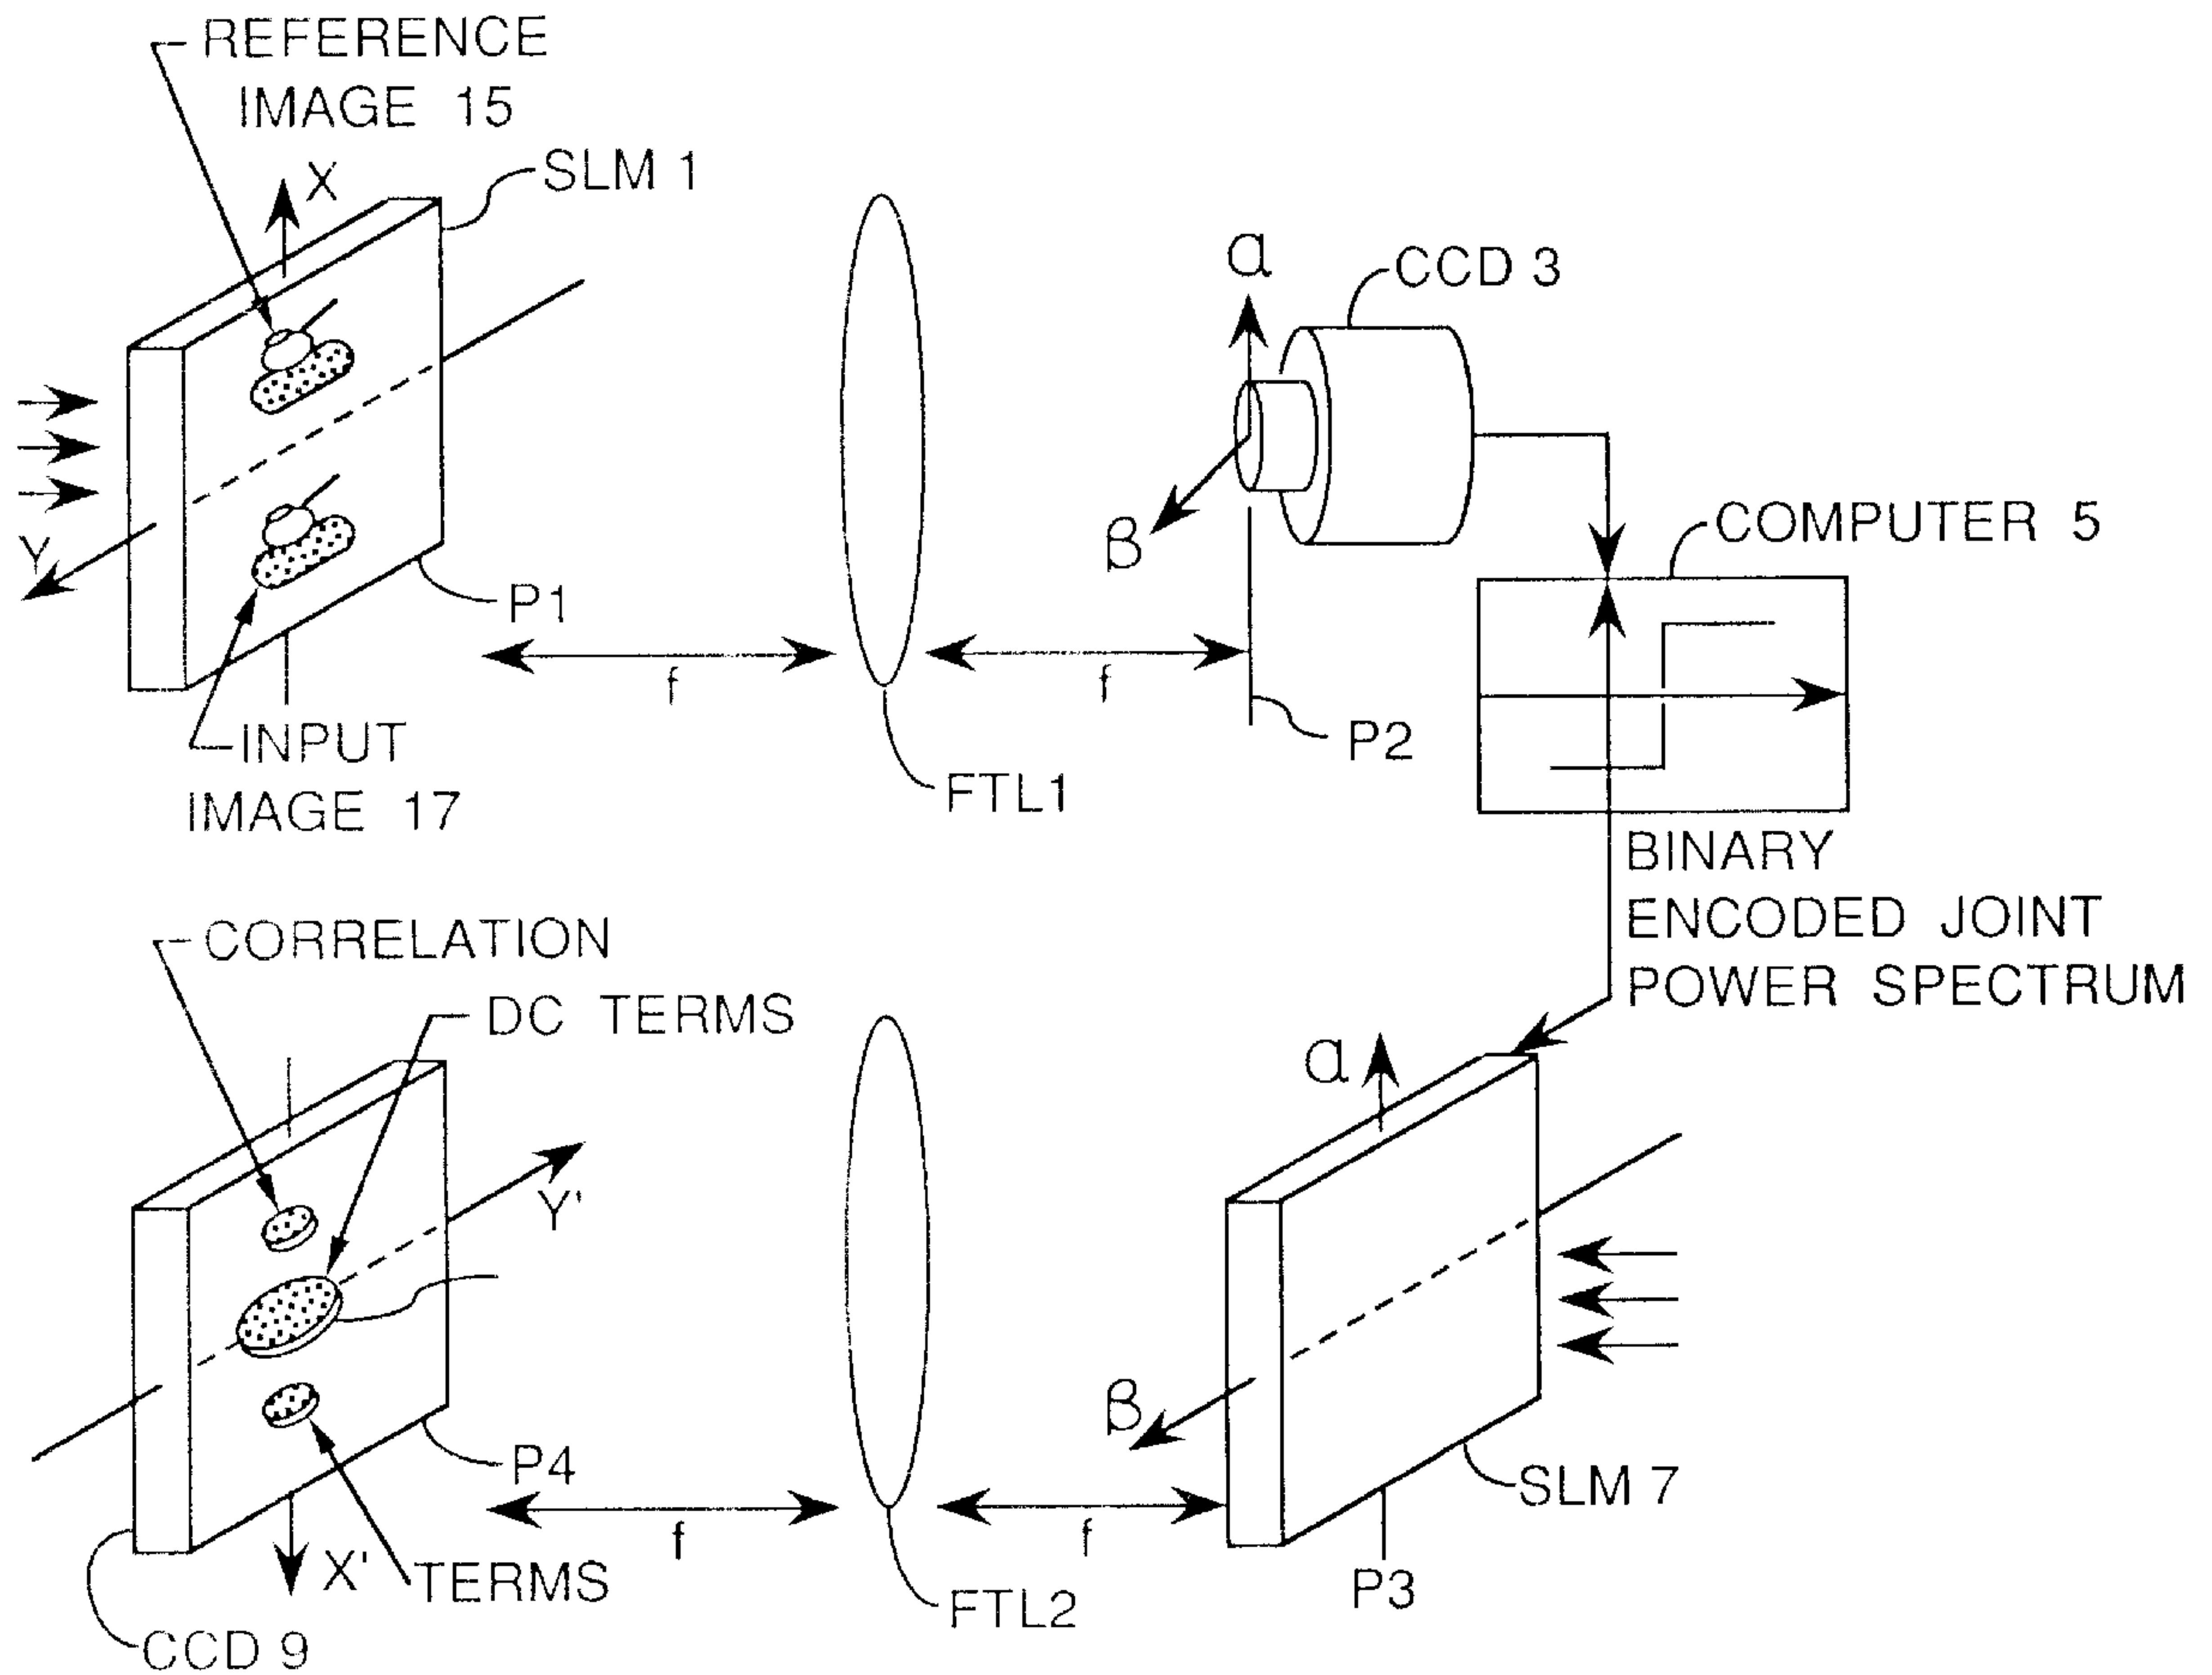 REFERENCE
IMAGE 15
X
SLM 1
α
CCD 3
β
COMPUTER 5
Y
P1
f
f
P2
INPUT
IMAGE 17
FTL1
BINARY
ENCODED JOINT
POWER SPECTRUM
CORRELATION
DC TERMS
α
Y'
β
P4
f
f
SLM 7
X'
TERMS
FTL2
P3
CCD 9